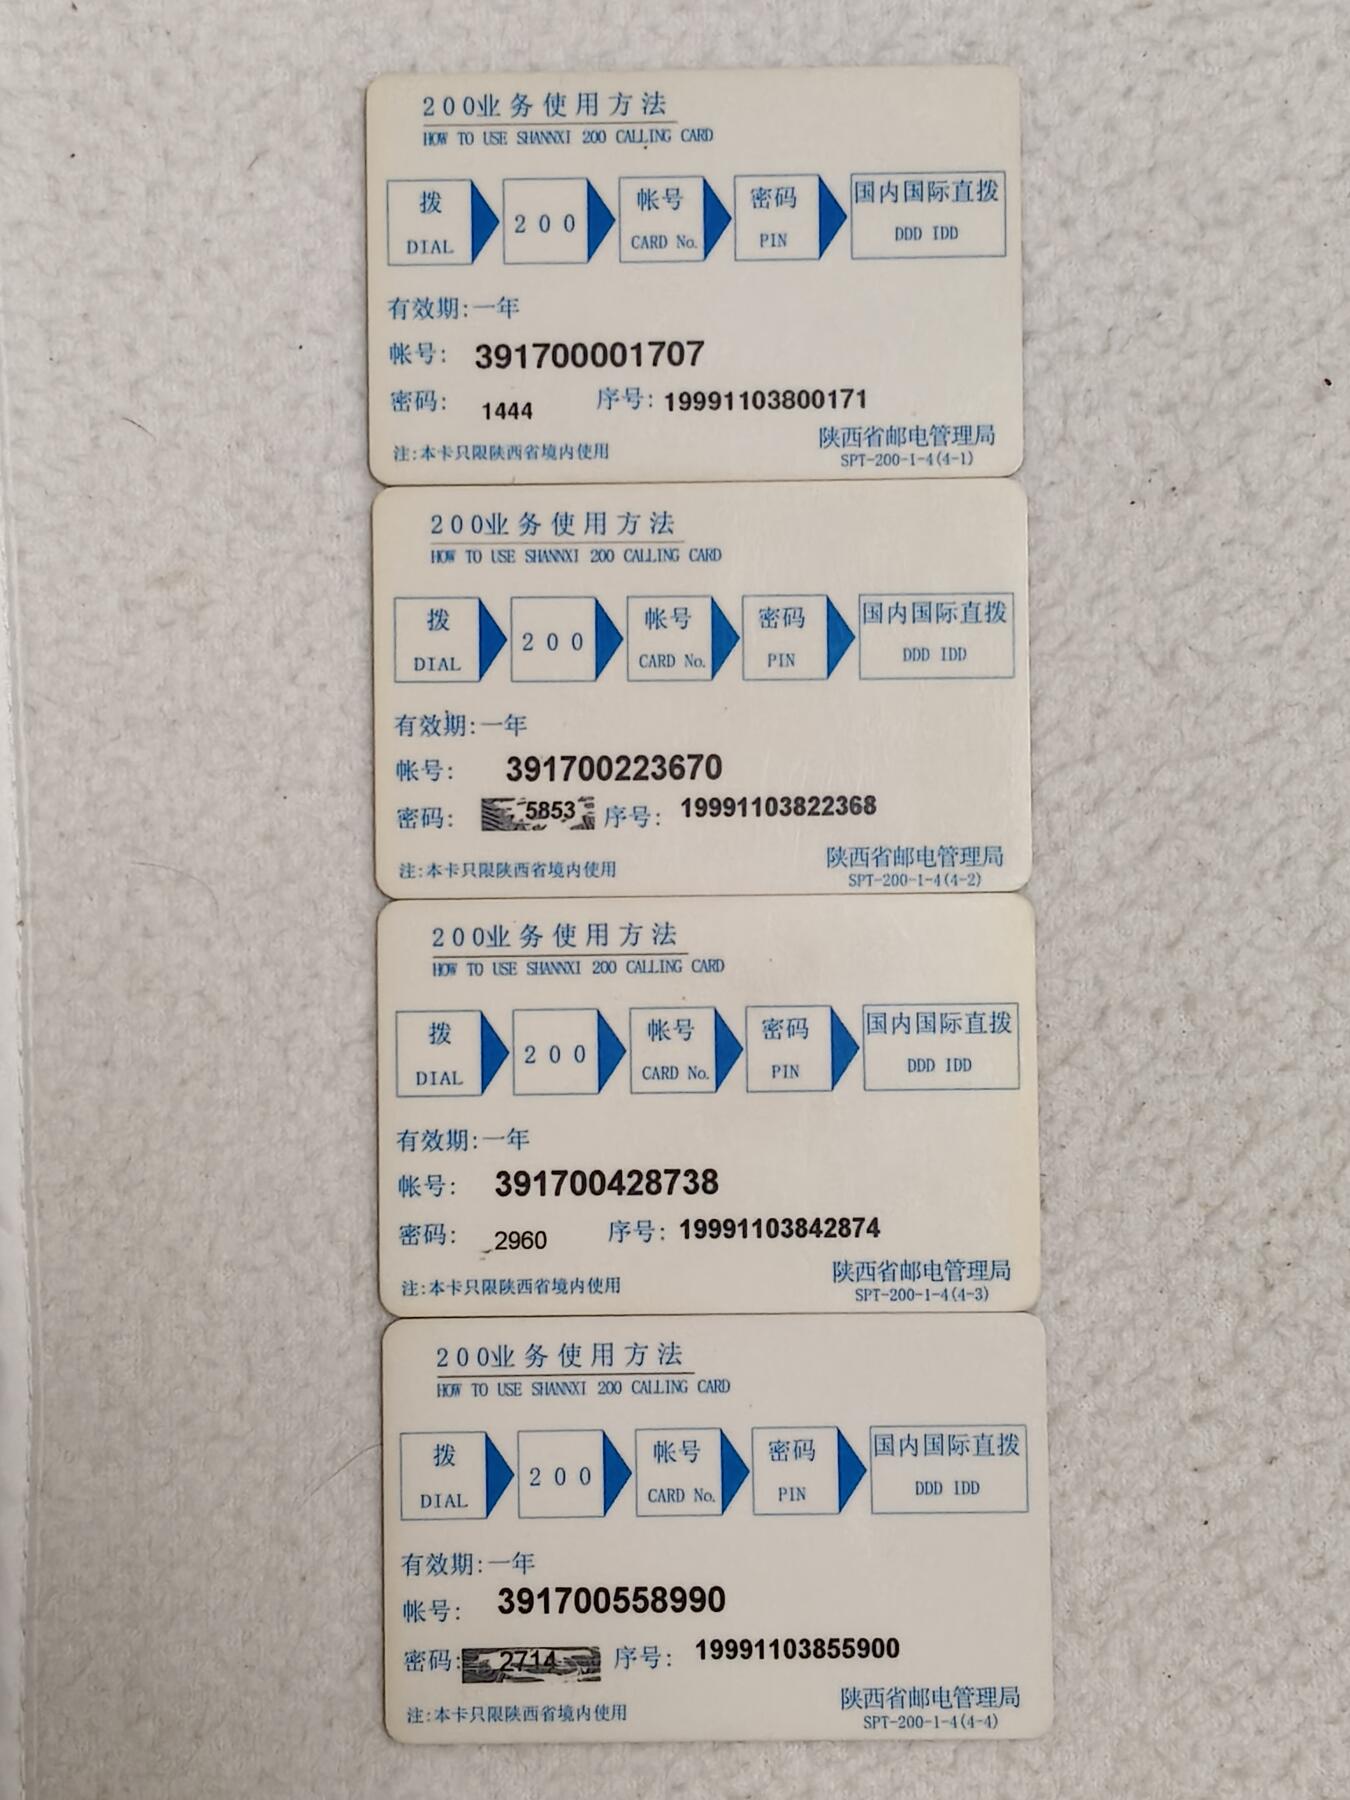 200业务使用方法
HOW TO USE SHANNXI 200 CALLING CARD
拨 200 帐号 密码 国内国际直拨
DIAL CARD No. PIN DDD IDD
有效期:一年
帐号: 391700001707
密码: 1444 序号: 19991103800171
注:本卡只限陕西省境内使用 陕西省邮电管理局
SPT-200-1-4(4-1)
200业务使用方法
HOW TO USE SHANNXI 200 CALLING CARD
拨 200 帐号 密码 国内国际直拨
DIAL CARD No. PIN DDD IDD
有效期:一年
帐号: 391700223670
密码: 5853 序号: 19991103822368
注:本卡只限陕西省境内使用 陕西省邮电管理局
SPT-200-1-4(4-2)
200业务使用方法
HOW TO USE SHANNXI 200 CALLING CARD
拨 200 帐号 密码 国内国际直拨
DIAL CARD No. PIN DDD IDD
有效期:一年
帐号: 391700428738
密码: 2960 序号: 19991103842874
注:本卡只限陕西省境内使用 陕西省邮电管理局
SPT-200-1-4(4-3)
200业务使用方法
HOW TO USE SHANNXI 200 CALLING CARD
拨 200 帐号 密码 国内国际直拨
DIAL CARD No. PIN DDD IDD
有效期:一年
帐号: 391700558990
密码: 2714 序号: 19991103855900
注:本卡只限陕西省境内使用 陕西省邮电管理局
SPT-200-1-4(4-4)